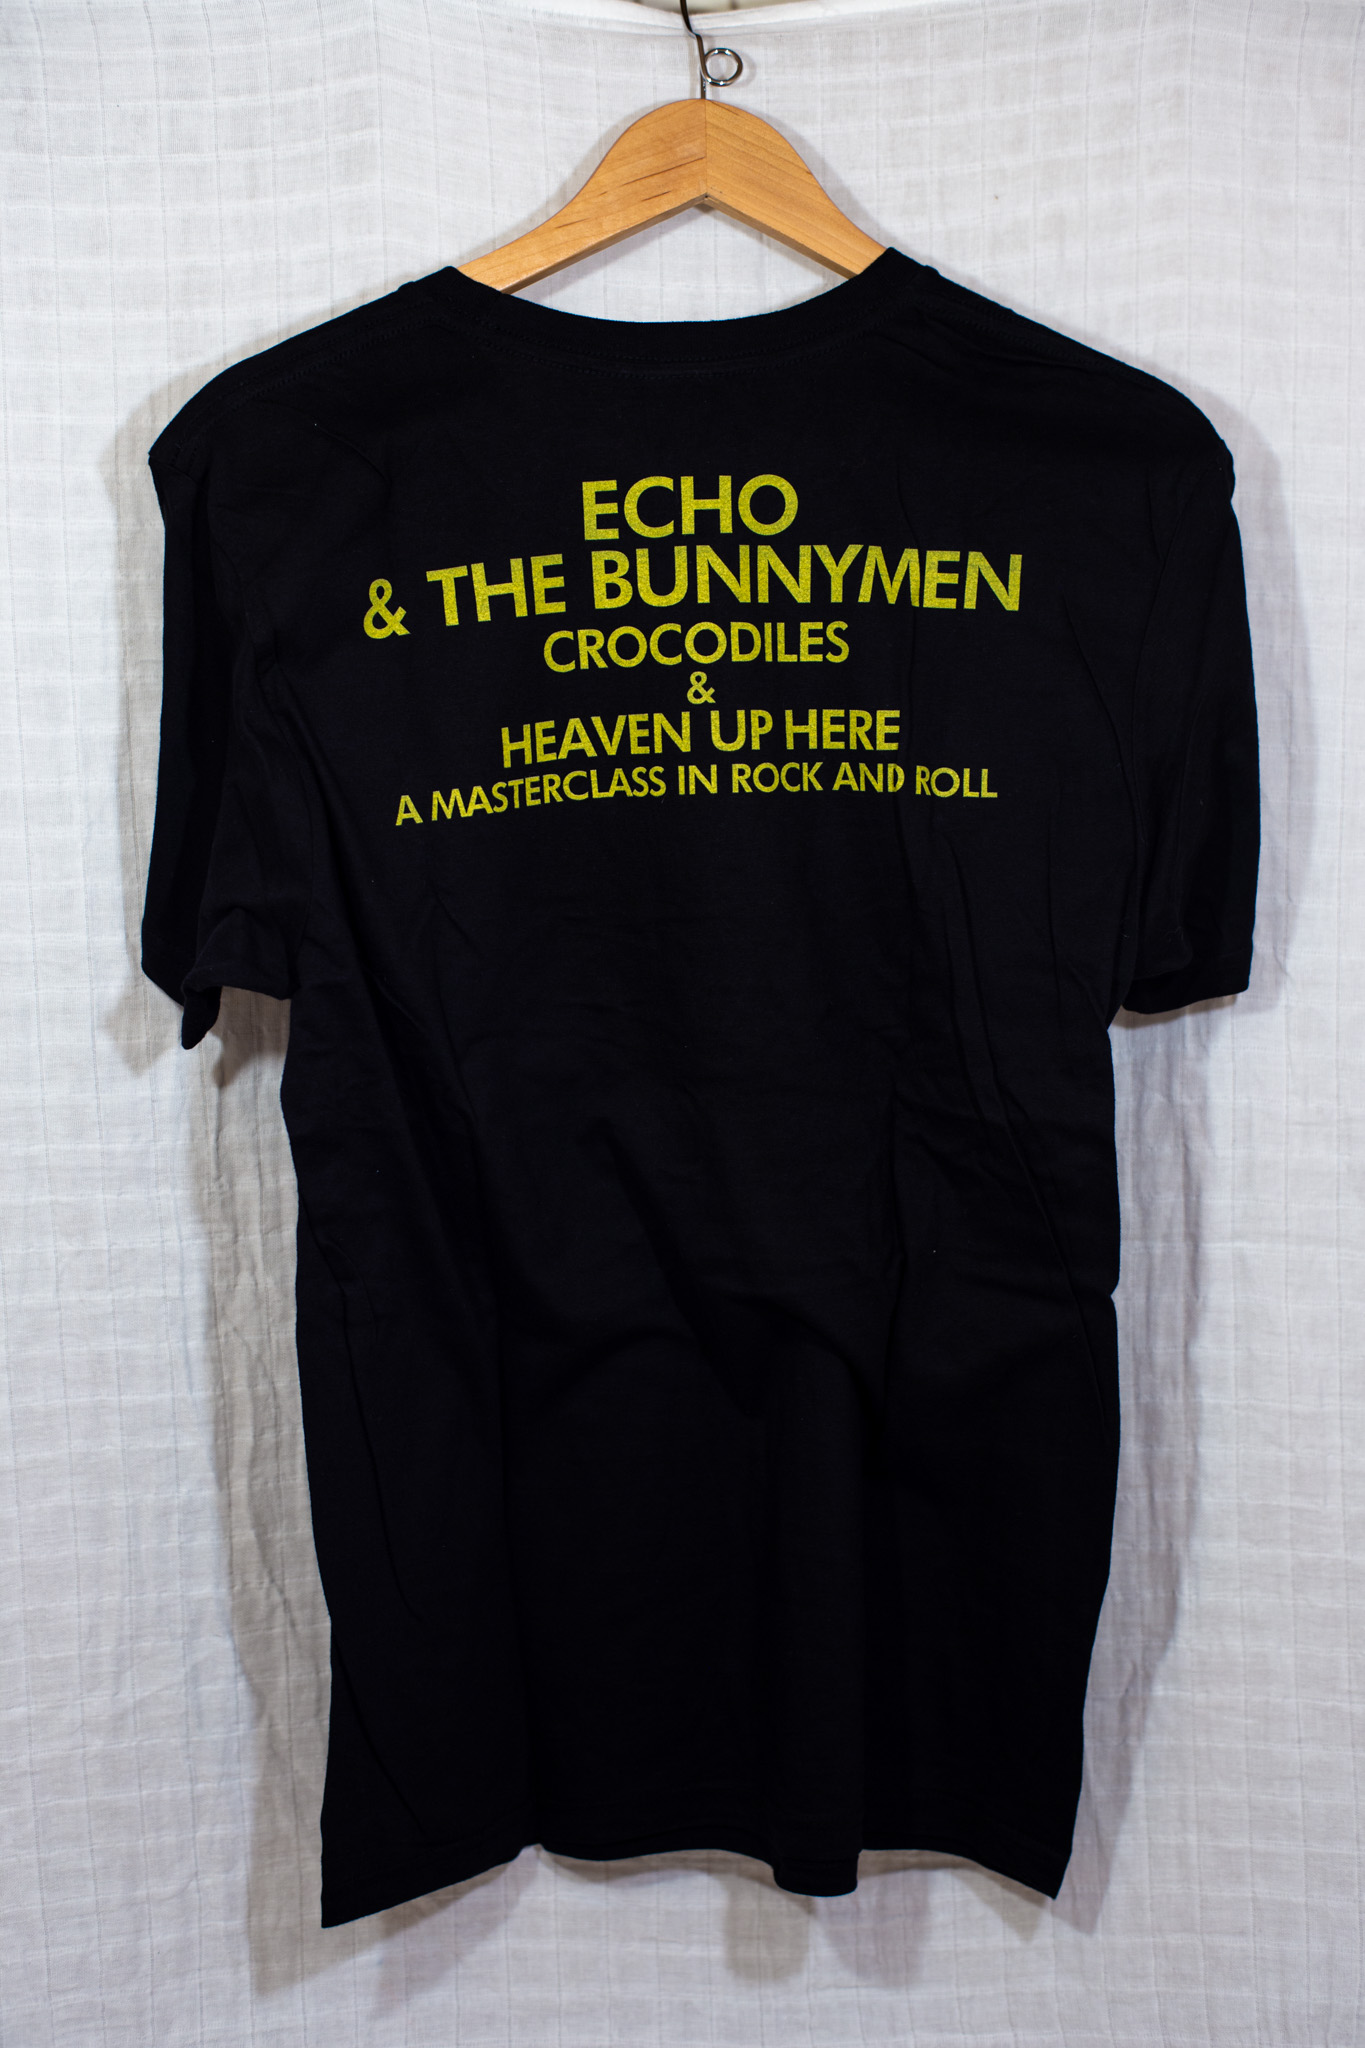 ECHO
& THE BUNNYMEN
CROCODILES
&
HEAVEN UP HERE
A MASTERCLASS IN ROCK AND ROLL